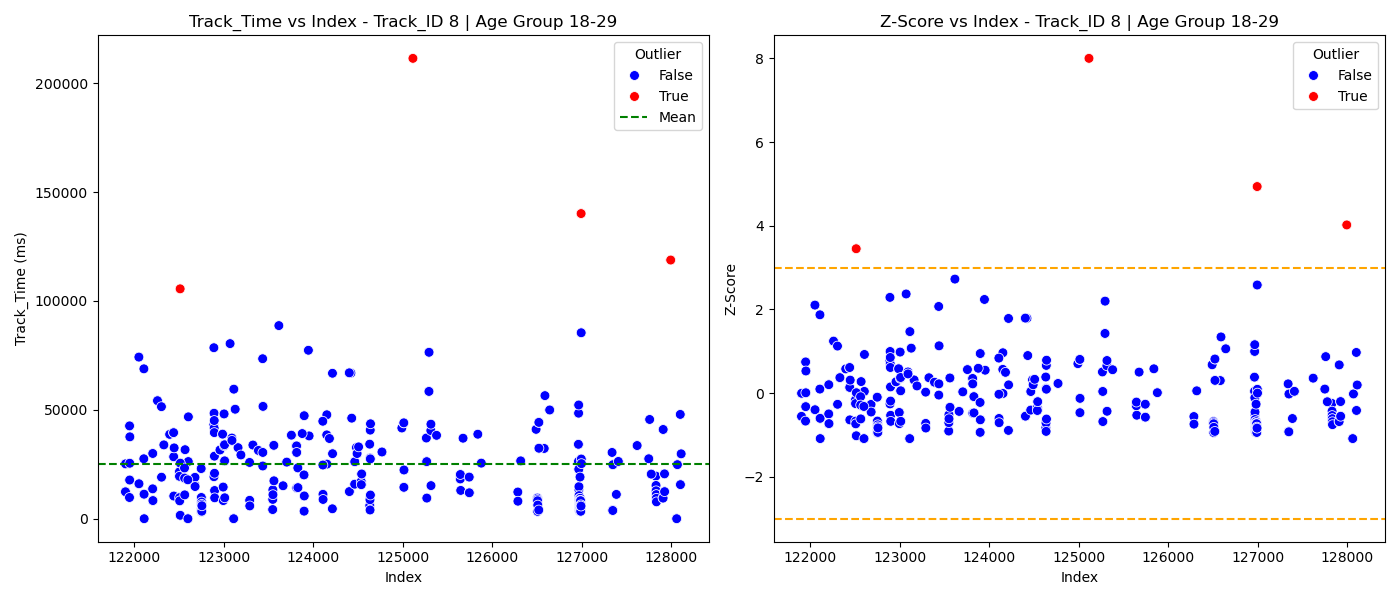 Track_Time vs Index - Track_ID 8 | Age Group 18-29
Outlier
False
True
Mean
200000
150000
100000
50000
0
Track_Time (ms)
122000 123000 124000 125000 126000 127000 128000
Index
Z-Score vs Index - Track_ID 8 | Age Group 18-29
Outlier
False
True
8
6
4
2
0
−2
Z-Score
122000 123000 124000 125000 126000 127000 128000
Index